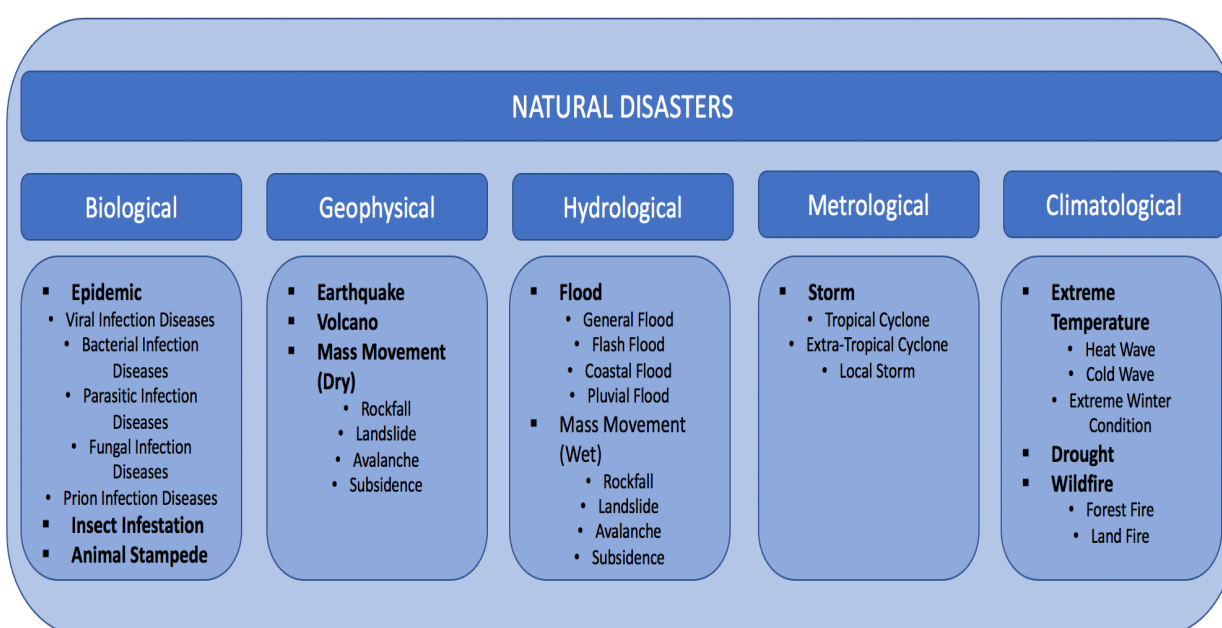 NATURAL DISASTERS
Biological
▪ Epidemic
• Viral Infection Diseases
• Bacterial Infection
Diseases
• Parasitic Infection
Diseases
• Fungal Infection
Diseases
• Prion Infection Diseases
▪ Insect Infestation
▪ Animal Stampede
Geophysical
▪ Earthquake
▪ Volcano
▪ Mass Movement
(Dry)
• Rockfall
• Landslide
• Avalanche
• Subsidence
Hydrological
▪ Flood
• General Flood
• Flash Flood
• Coastal Flood
• Pluvial Flood
▪ Mass Movement
(Wet)
• Rockfall
• Landslide
• Avalanche
• Subsidence
Metrological
▪ Storm
• Tropical Cyclone
• Extra-Tropical Cyclone
• Local Storm
Climatological
▪ Extreme
Temperature
• Heat Wave
• Cold Wave
• Extreme Winter
Condition
▪ Drought
▪ Wildfire
• Forest Fire
• Land Fire